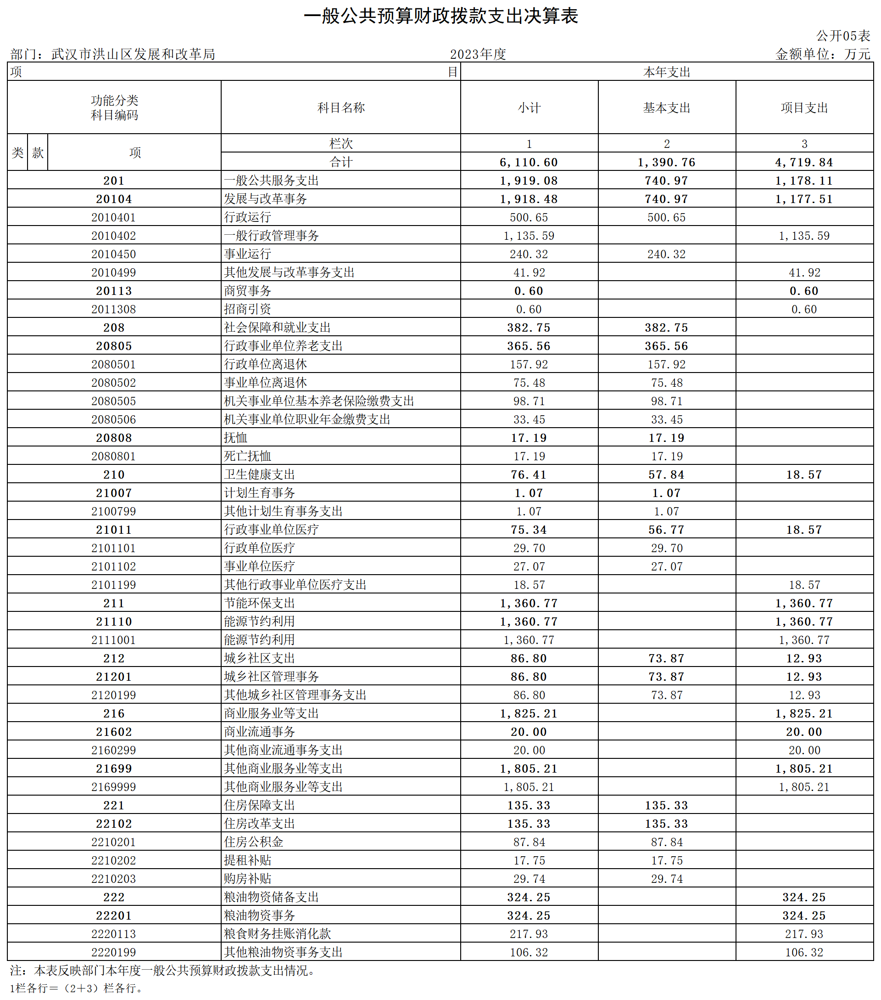 一般公共预算财政拨款支出决算表
公开05表
部门：武汉市洪山区发展和改革局 2023年度 金额单位：万元
项 目 本年支出
功能分类
科目编码 科目名称 小计 基本支出 项目支出
类 款 项 栏次 1 2 3
合计 6,110.60 1,390.76 4,719.84
201 一般公共服务支出 1,919.08 740.97 1,178.11
20104 发展与改革事务 1,918.48 740.97 1,177.51
2010401 行政运行 500.65 500.65
2010402 一般行政管理事务 1,135.59 1,135.59
2010450 事业运行 240.32 240.32
2010499 其他发展与改革事务支出 41.92 41.92
20113 商贸事务 0.60 0.60
2011308 招商引资 0.60 0.60
208 社会保障和就业支出 382.75 382.75
20805 行政事业单位养老支出 365.56 365.56
2080501 行政单位离退休 157.92 157.92
2080502 事业单位离退休 75.48 75.48
2080505 机关事业单位基本养老保险缴费支出 98.71 98.71
2080506 机关事业单位职业年金缴费支出 33.45 33.45
20808 抚恤 17.19 17.19
2080801 死亡抚恤 17.19 17.19
210 卫生健康支出 76.41 57.84 18.57
21007 计划生育事务 1.07 1.07
2100799 其他计划生育事务支出 1.07 1.07
21011 行政事业单位医疗 75.34 56.77 18.57
2101101 行政单位医疗 29.70 29.70
2101102 事业单位医疗 27.07 27.07
2101199 其他行政事业单位医疗支出 18.57 18.57
211 节能环保支出 1,360.77 1,360.77
21110 能源节约利用 1,360.77 1,360.77
2111001 能源节约利用 1,360.77 1,360.77
212 城乡社区支出 86.80 73.87 12.93
21201 城乡社区管理事务 86.80 73.87 12.93
2120199 其他城乡社区管理事务支出 86.80 73.87 12.93
216 商业服务业等支出 1,825.21 1,825.21
21602 商业流通事务 20.00 20.00
2160299 其他商业流通事务支出 20.00 20.00
21699 其他商业服务业等支出 1,805.21 1,805.21
2169999 其他商业服务业等支出 1,805.21 1,805.21
221 住房保障支出 135.33 135.33
22102 住房改革支出 135.33 135.33
2210201 住房公积金 87.84 87.84
2210202 提租补贴 17.75 17.75
2210203 购房补贴 29.74 29.74
222 粮油物资储备支出 324.25 324.25
22201 粮油物资事务 324.25 324.25
2220113 粮食财务挂账消化款 217.93 217.93
2220199 其他粮油物资事务支出 106.32 106.32
注：本表反映部门本年度一般公共预算财政拨款支出情况。
1栏各行＝（2＋3）栏各行。